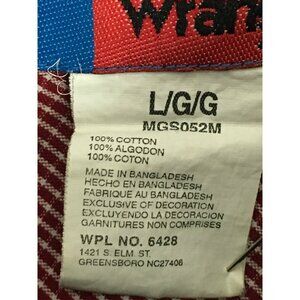 Wran
L/G/G
MGS052M
100% COTTON
100% ALGODON
100% COTON
MADE IN BANGLADESH
HECHO EN BANGLADESH
FABRIQUE AU BANGLADESH
EXCLUSIVE OF DECORATION
EXCLUYENDO LA DECORACION
GARNITURES NON COMPRISES
WPL NO. 6428
1421 S. ELM ST.
GREENSBORO NC27406